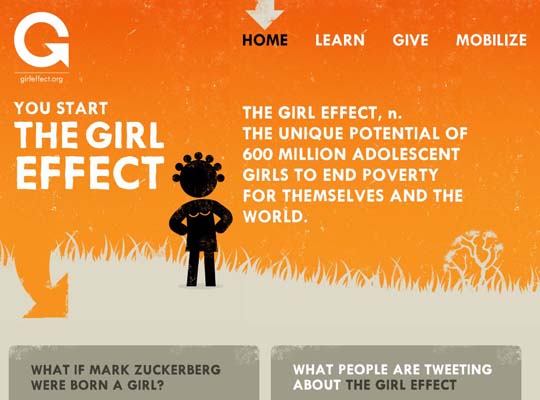 HOME LEARN GIVE MOBILIZE
G
girleffect.org
YOU START
THE GIRL
EFFECT
THE GIRL EFFECT, n.
THE UNIQUE POTENTIAL OF
600 MILLION ADOLESCENT
GIRLS TO END POVERTY
FOR THEMSELVES AND THE
WORLD.
WHAT IF MARK ZUCKERBERG
WERE BORN A GIRL?
WHAT PEOPLE ARE TWEETING
ABOUT THE GIRL EFFECT